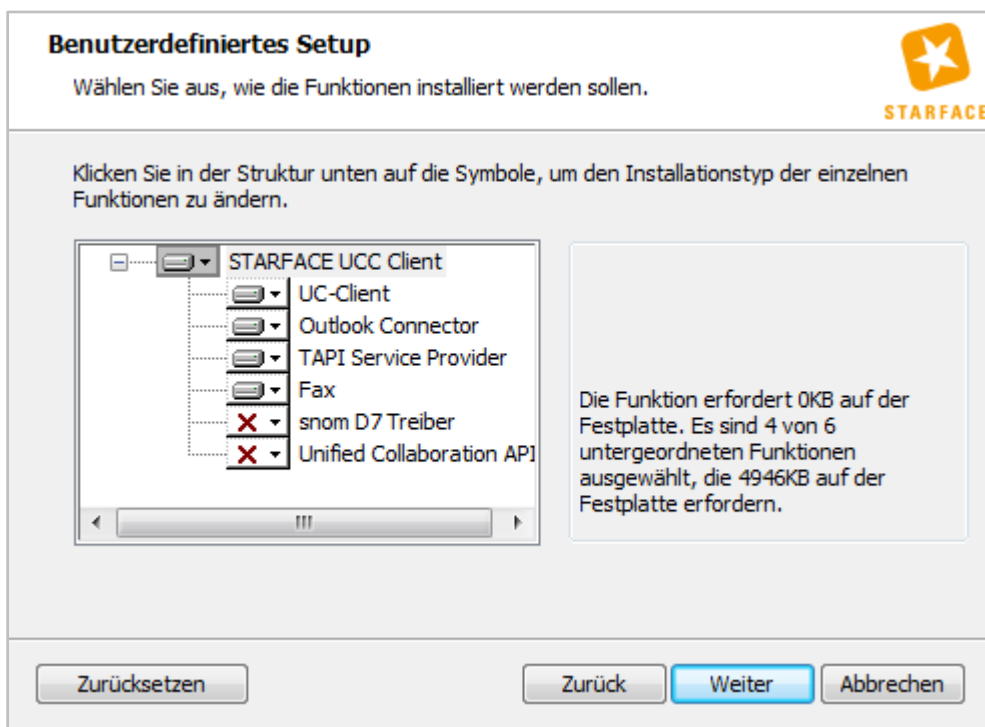 Benutzerdefiniertes Setup
Wählen Sie aus, wie die Funktionen installiert werden sollen.
STARFACE
Klicken Sie in der Struktur unten auf die Symbole, um den Installationstyp der einzelnen
Funktionen zu ändern.
STARFACE UCC Client
UC-Client
Outlook Connector
TAPI Service Provider
Fax
snom D7 Treiber
Unified Collaboration API
Die Funktion erfordert 0KB auf der
Festplatte. Es sind 4 von 6
untergeordneten Funktionen
ausgewählt, die 4946KB auf der
Festplatte erfordern.
Zurücksetzen
Zurück
Weiter
Abbrechen